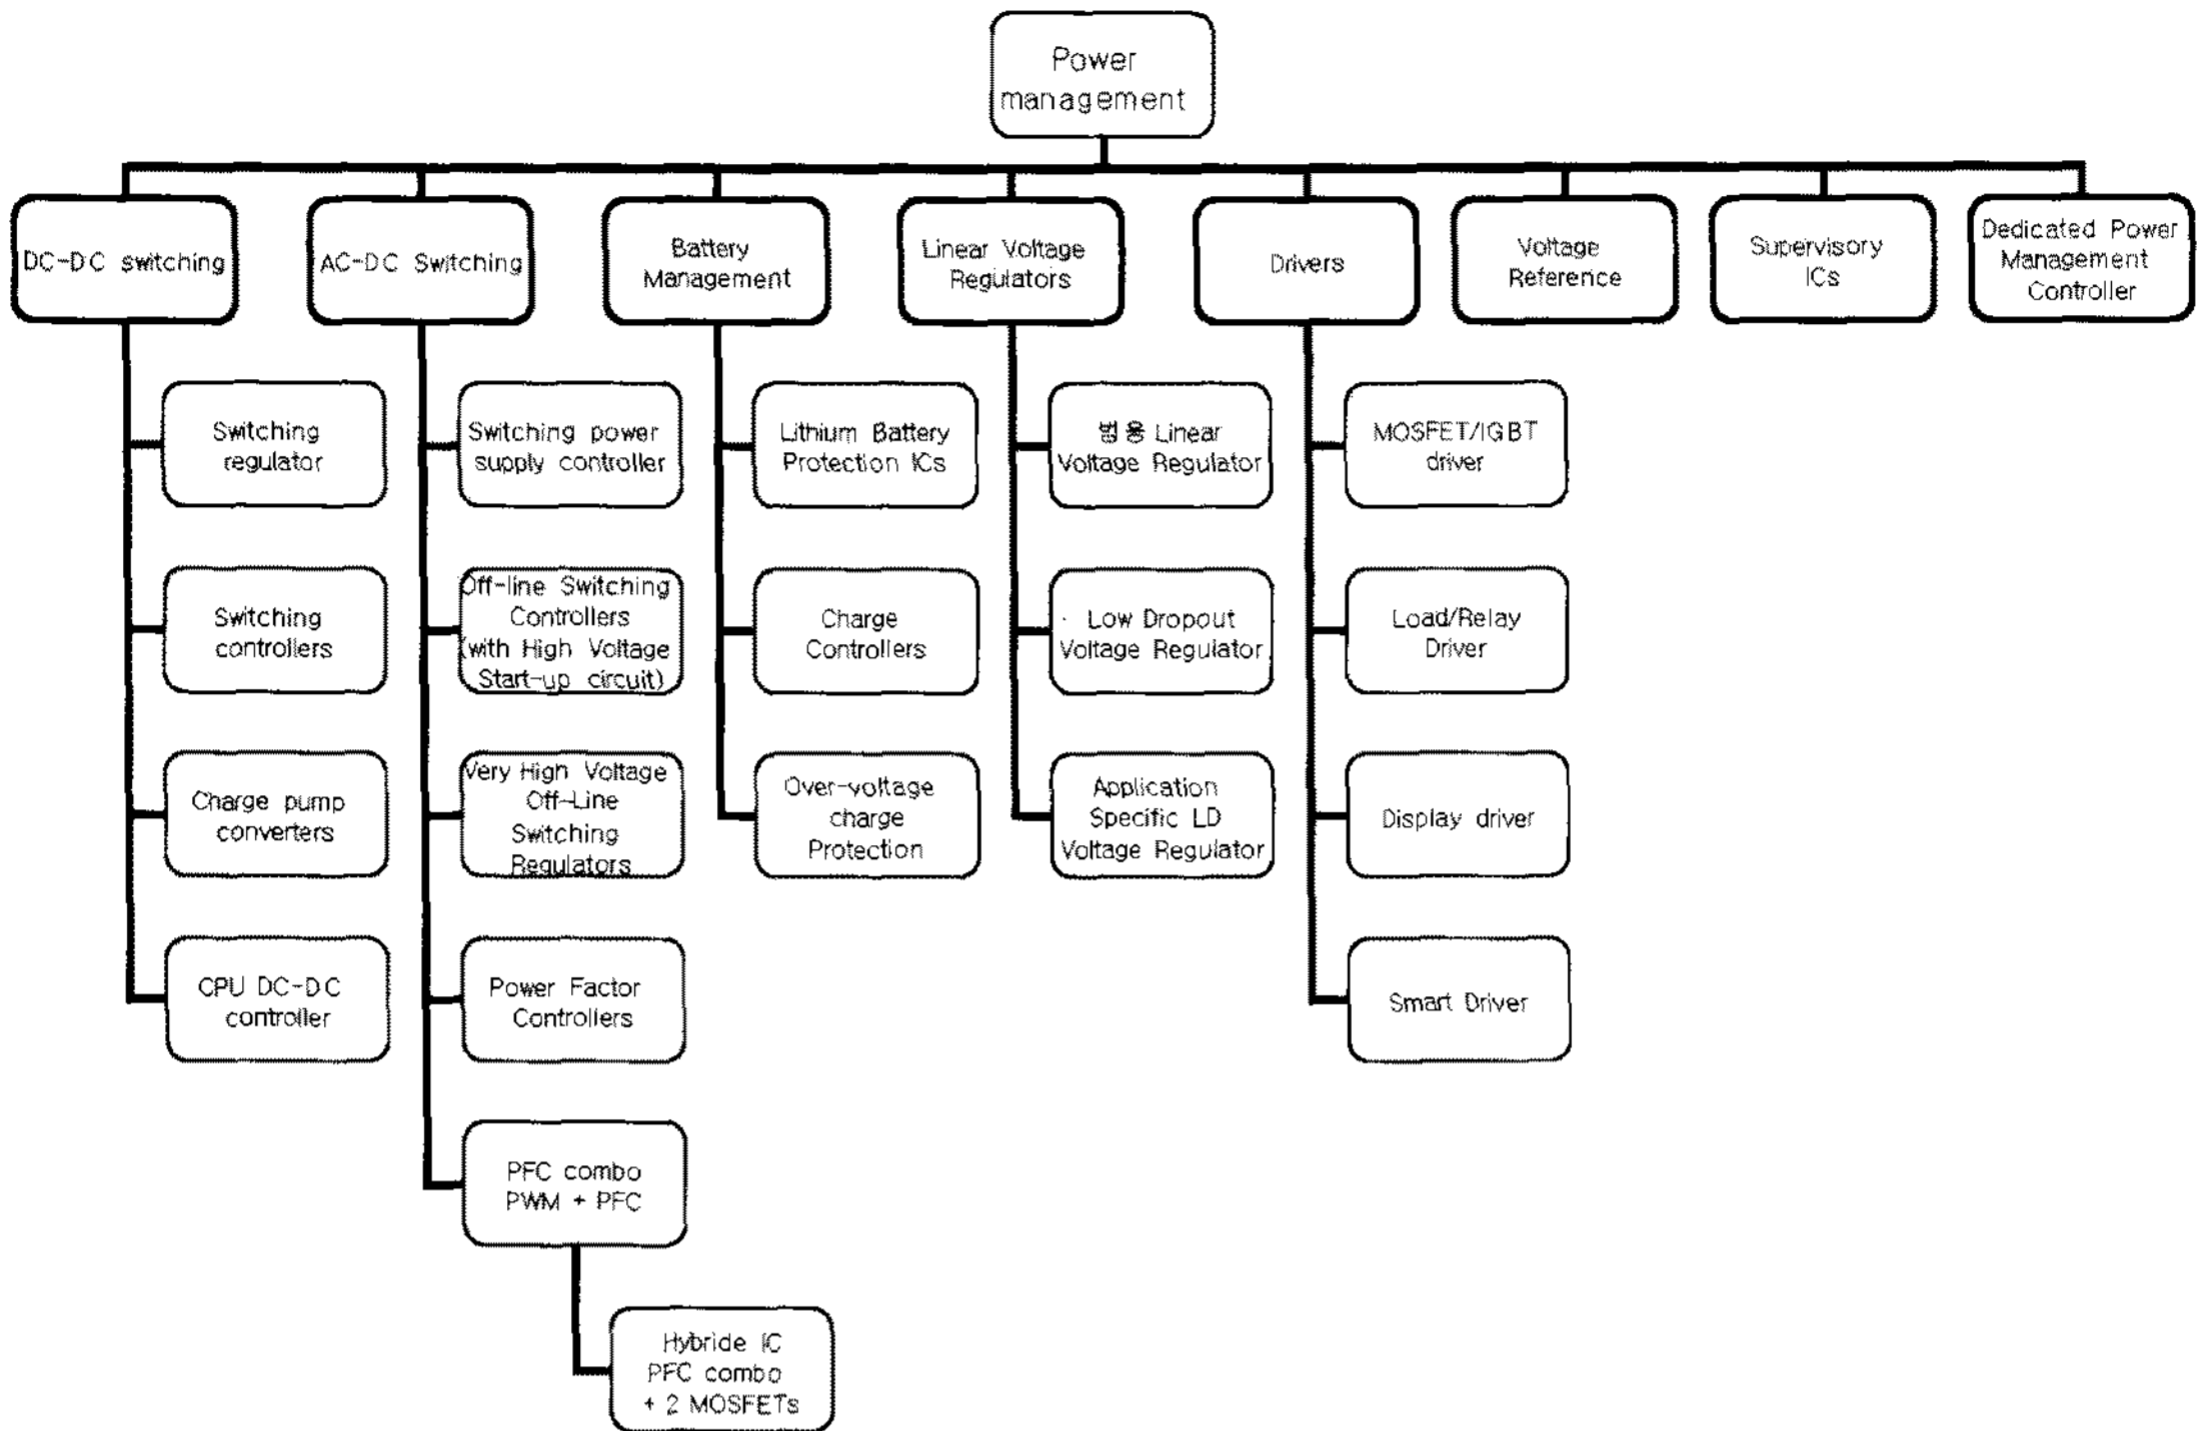 Power
management
DC-DC switching
AC-DC Switching
Battery
Management
Linear Voltage
Regulators
Drivers
Voltage
Reference
Supervisory
ICs
Dedicated Power
Management
Controller
Switching
regulator
Switching
controllers
Charge pump
converters
CPU DC-DC
controller
Switching power
supply controller
Off-line Switching
Controllers
(with High Voltage
Start-up circuit)
Very High Voltage
Off-Line
Switching
Regulators
Power Factor
Controllers
PFC combo
PWM + PFC
Hybride IC
PFC combo
+ 2 MOSFETs
Lithium Battery
Protection ICs
Charge
Controllers
Over-voltage
charge
Protection
범용 Linear
Voltage Regulator
Low Dropout
Voltage Regulator
Application
Specific LD
Voltage Regulator
MOSFET/IGBT
driver
Load/Relay
Driver
Display driver
Smart Driver